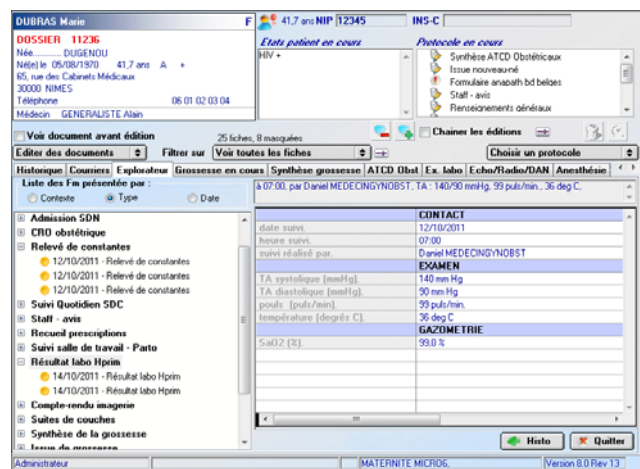 DUBRAS Marie F 41,7 ans NIP 12345 INS-C
DOSSIER 11236
Née.......... DUGENOU
Né(e) le 05/08/1970 41,7 ans A +
65, rue des Cabinets Médicaux
30000 NIMES
Téléphone 06 01 02 03 04
Médecin GENERALISTE Alain
Etats patient en cours
HIV +
Protocole en cours
Synthèse ATCD Obstétricaux
Issue nouveau-né
Formulaire anapath bd belges
Staff - avis
Renseignements généraux
Voir document avant édition 25 fiches, 8 masquées Chainer les éditions
Editer des documents Filtrer sur Voir toutes les fiches Choisir un protocole
Historique Courriers Explorateur Grossesse en cours Synthèse grossesse ATCD Obst Ex. labo Echo/Radio/DAN Anesthésie
Liste des Fm présentée par :
Contexte Type Date
à 07:00, par Daniel MEDECINGYNOBST, TA : 140/90 mmHg, 99 puls/min., 36 deg C,
Admission SDN
CRO obstétrique
Relevé de constantes
12/10/2011 - Relevé de constantes
12/10/2011 - Relevé de constantes
12/10/2011 - Relevé de constantes
Suivi Quotidien SDC
Staff - avis
Recueil prescriptions
Suivi salle de travail - Parto
Résultat labo Hprim
14/10/2011 - Résultat labo Hprim
14/10/2011 - Résultat labo Hprim
Compte-rendu imagerie
Suites de couches
Synthèse de la grossesse
Issue de grossesse
CONTACT
date suivi. 12/10/2011
heure suivi. 07:00
suivi réalisé par. Daniel MEDECINGYNOBST
EXAMEN
TA systolique (mmHg). 140 mm Hg
TA diastolique (mmHg). 90 mm Hg
pouls (puls/min). 99 puls/min.
température (degrés C). 36 deg C
GAZOMETRIE
SaO2 (%). 99.0 %
Histo Quitter
Administrateur MATERNITE MICRO6, Version 8.0 Rev 13